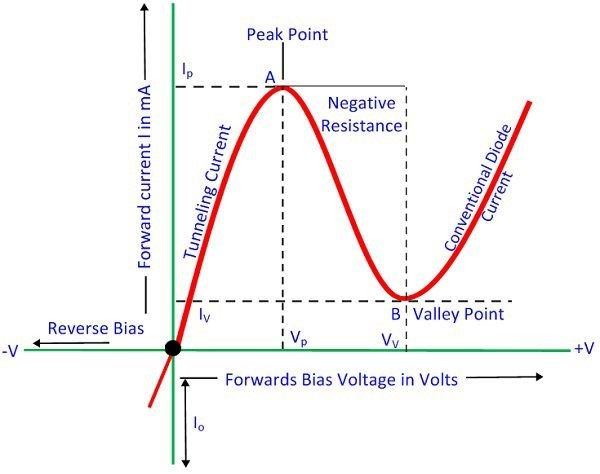 Peak Point
Ip
A
Negative
Resistance
Forward current I in mA
Tunneling Current
Conventional Diode
Current
IV
B
Valley Point
Reverse Bias
Vp
VV
-V
+V
Forwards Bias Voltage in Volts
Io